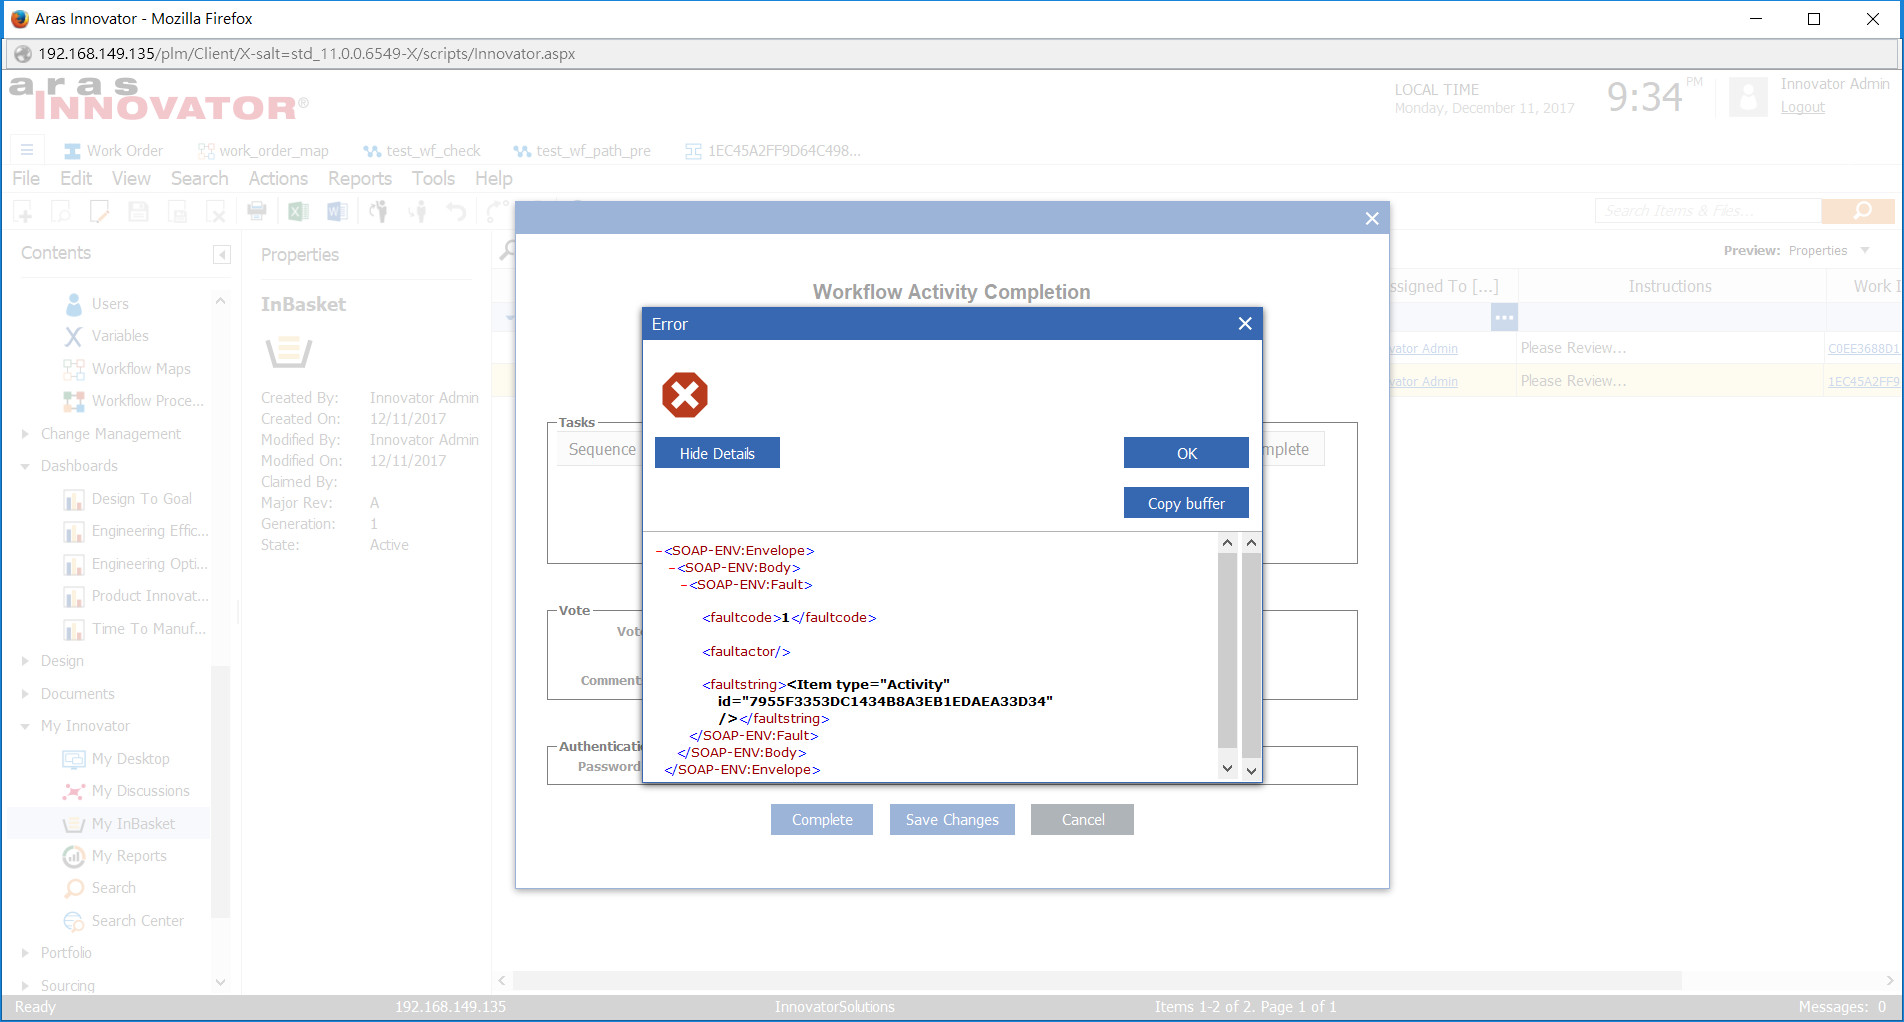 Aras Innovator - Mozilla Firefox
192.168.149.135/plm/Client/X-salt=std_11.0.0.6549-X/scripts/Innovator.aspx
aras
INNOVATOR®
LOCAL TIME
Monday, December 11, 2017
9:34 PM
Innovator Admin
Logout
Work Order
work_order_map
test_wf_check
test_wf_path_pre
1EC45A2FF9D64C498...
File Edit View Search Actions Reports Tools Help
Search Items & Files...
Contents
Users
Variables
Workflow Maps
Workflow Proce...
Change Management
Dashboards
Design To Goal
Engineering Effic...
Engineering Opti...
Product Innovat...
Time To Manuf...
Design
Documents
My Innovator
My Desktop
My Discussions
My InBasket
My Reports
Search
Search Center
Portfolio
Sourcing
Properties
InBasket
Created By: Innovator Admin
Created On: 12/11/2017
Modified By: Innovator Admin
Modified On: 12/11/2017
Claimed By:
Major Rev: A
Generation: 1
State: Active
Preview: Properties
ssigned To [...] Instructions Work I
...
vator Admin Please Review... C0EE3688D1
vator Admin Please Review... 1EC45A2FF9
Workflow Activity Completion
Tasks
Sequence
mplete
Vote
Vote
Comment
Authenticati
Password
Complete
Save Changes
Cancel
Error
Hide Details
OK
Copy buffer
–<SOAP-ENV:Envelope>
–<SOAP-ENV:Body>
–<SOAP-ENV:Fault>
<faultcode>1</faultcode>
<faultactor/>
<faultstring><Item type="Activity"
id="7955F3353DC1434B8A3EB1EDAEA33D34"
/></faultstring>
</SOAP-ENV:Fault>
</SOAP-ENV:Body>
</SOAP-ENV:Envelope>
Ready
192.168.149.135
InnovatorSolutions
Items 1-2 of 2. Page 1 of 1
Messages: 0